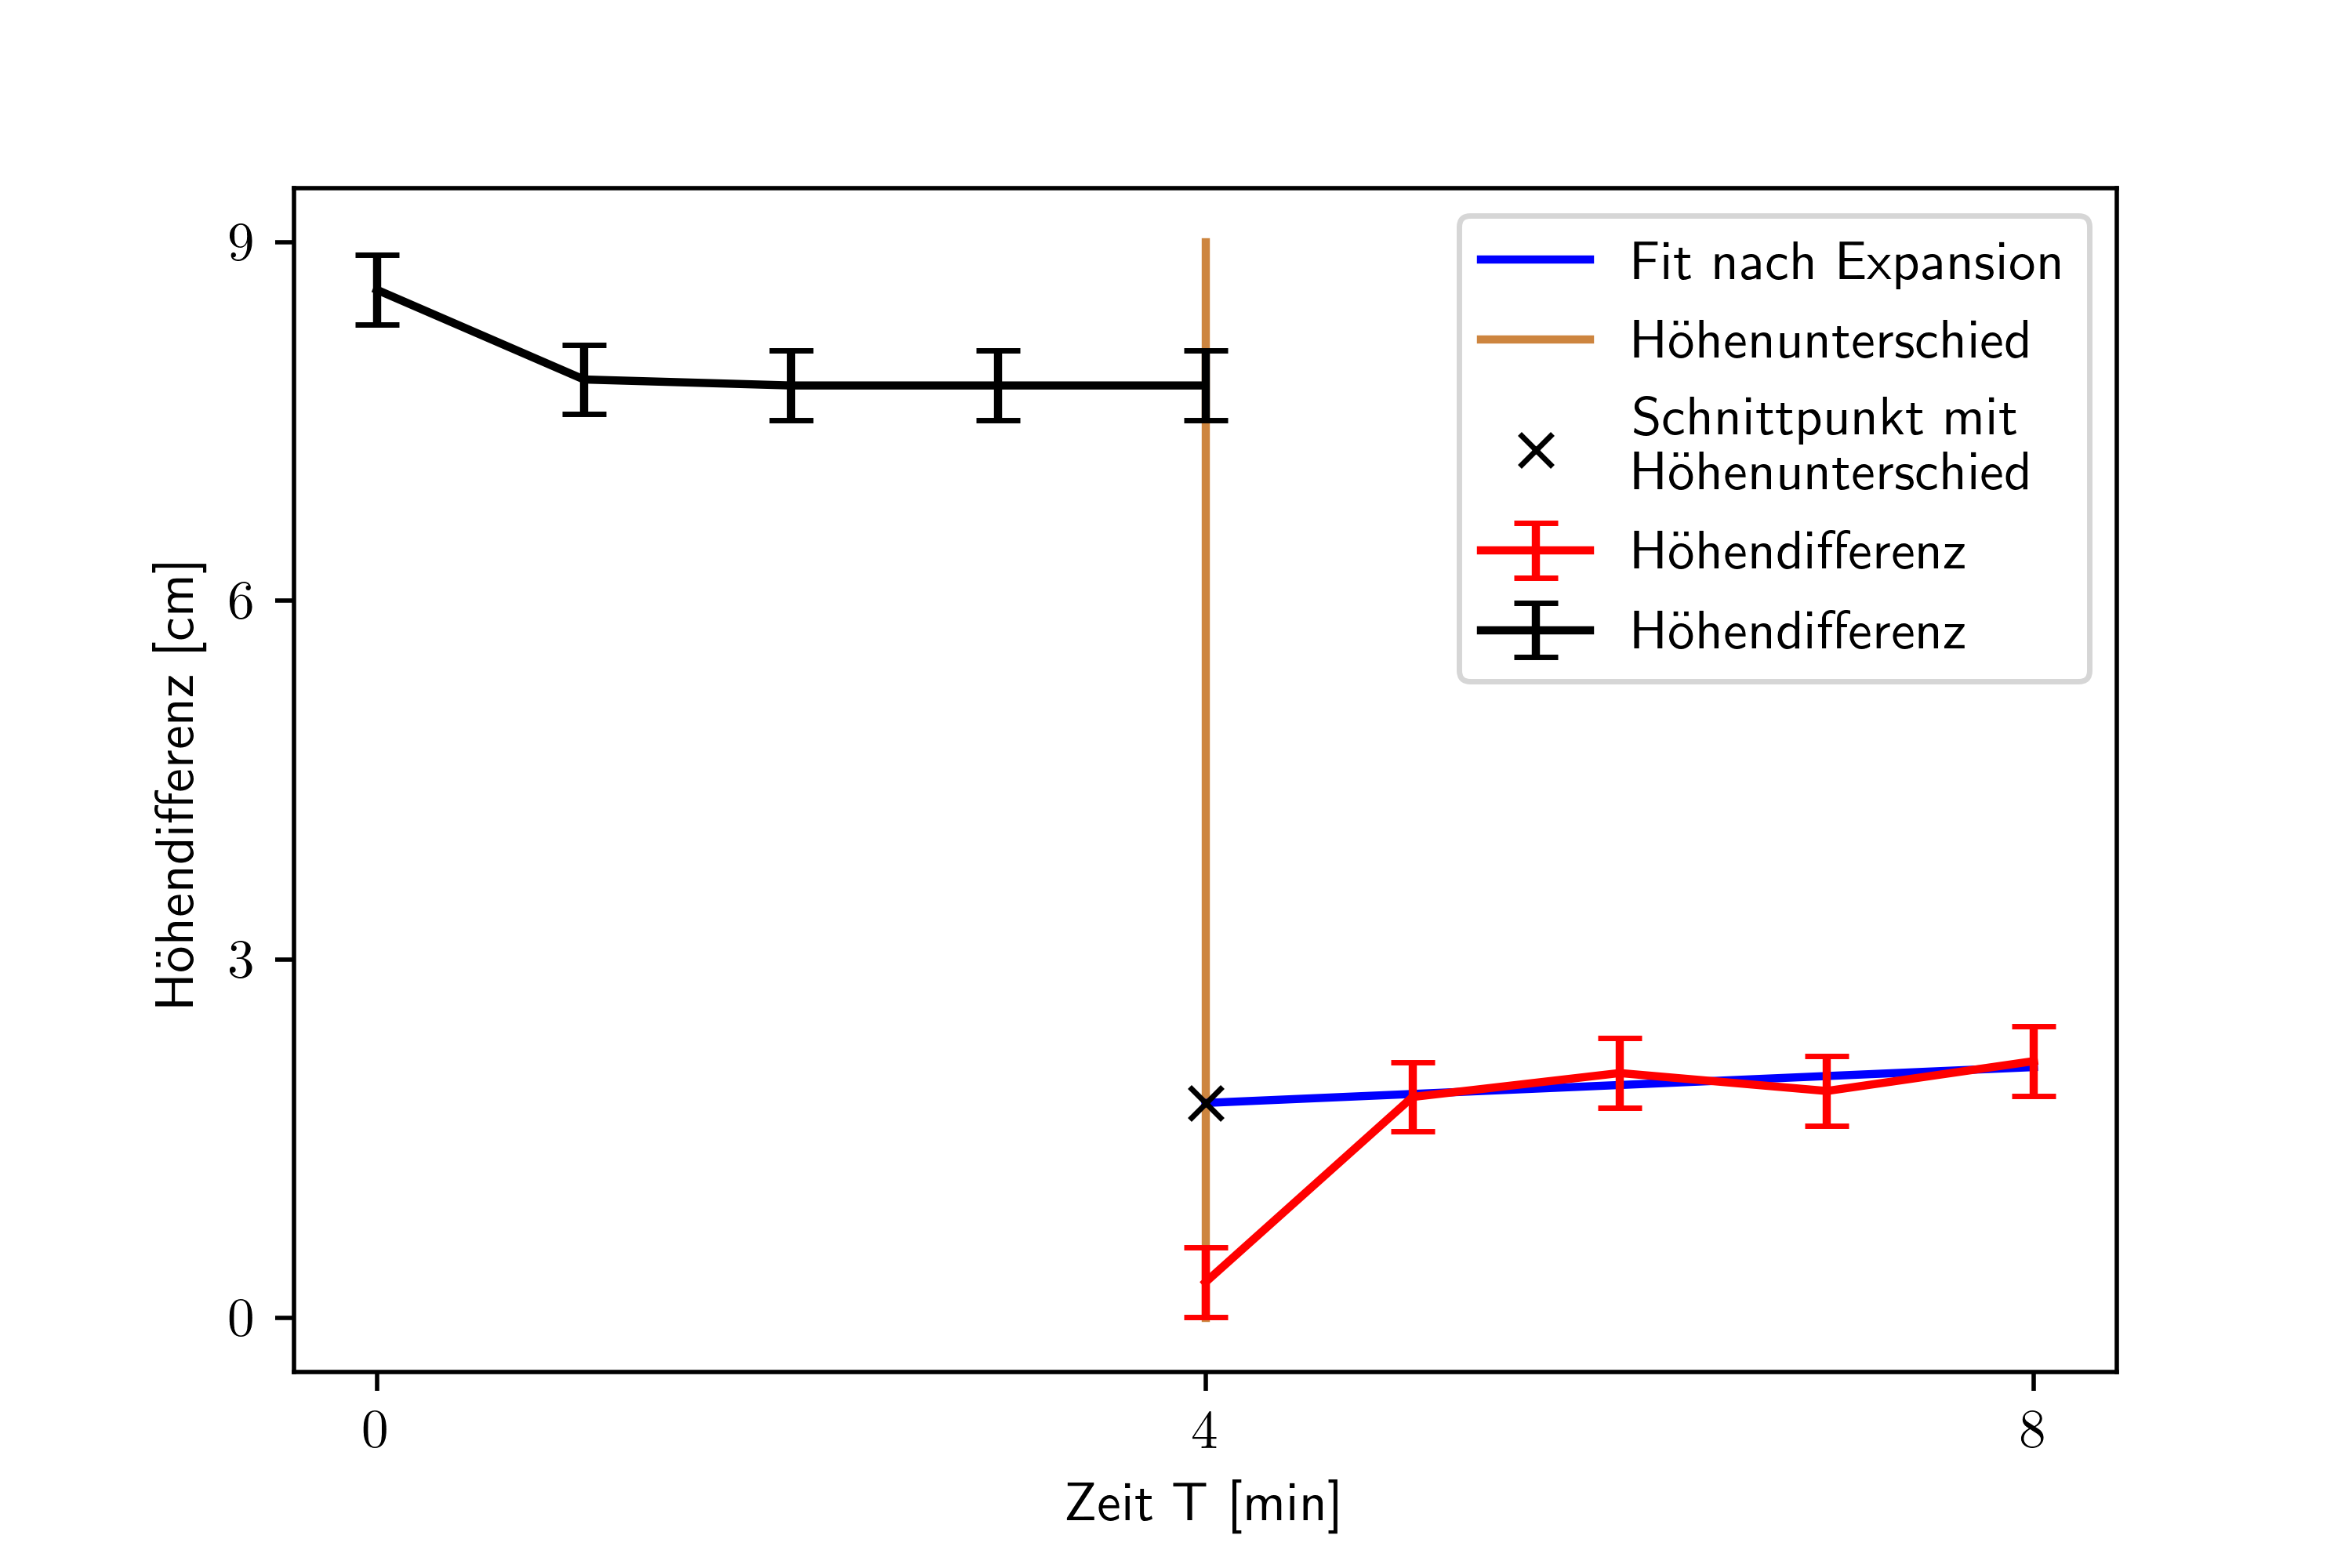 9
6
3
0
Höhendifferenz [cm]
Fit nach Expansion
Höhenunterschied
Schnittpunkt mit
Höhenunterschied
Höhendifferenz
Höhendifferenz
0
4
8
Zeit T [min]